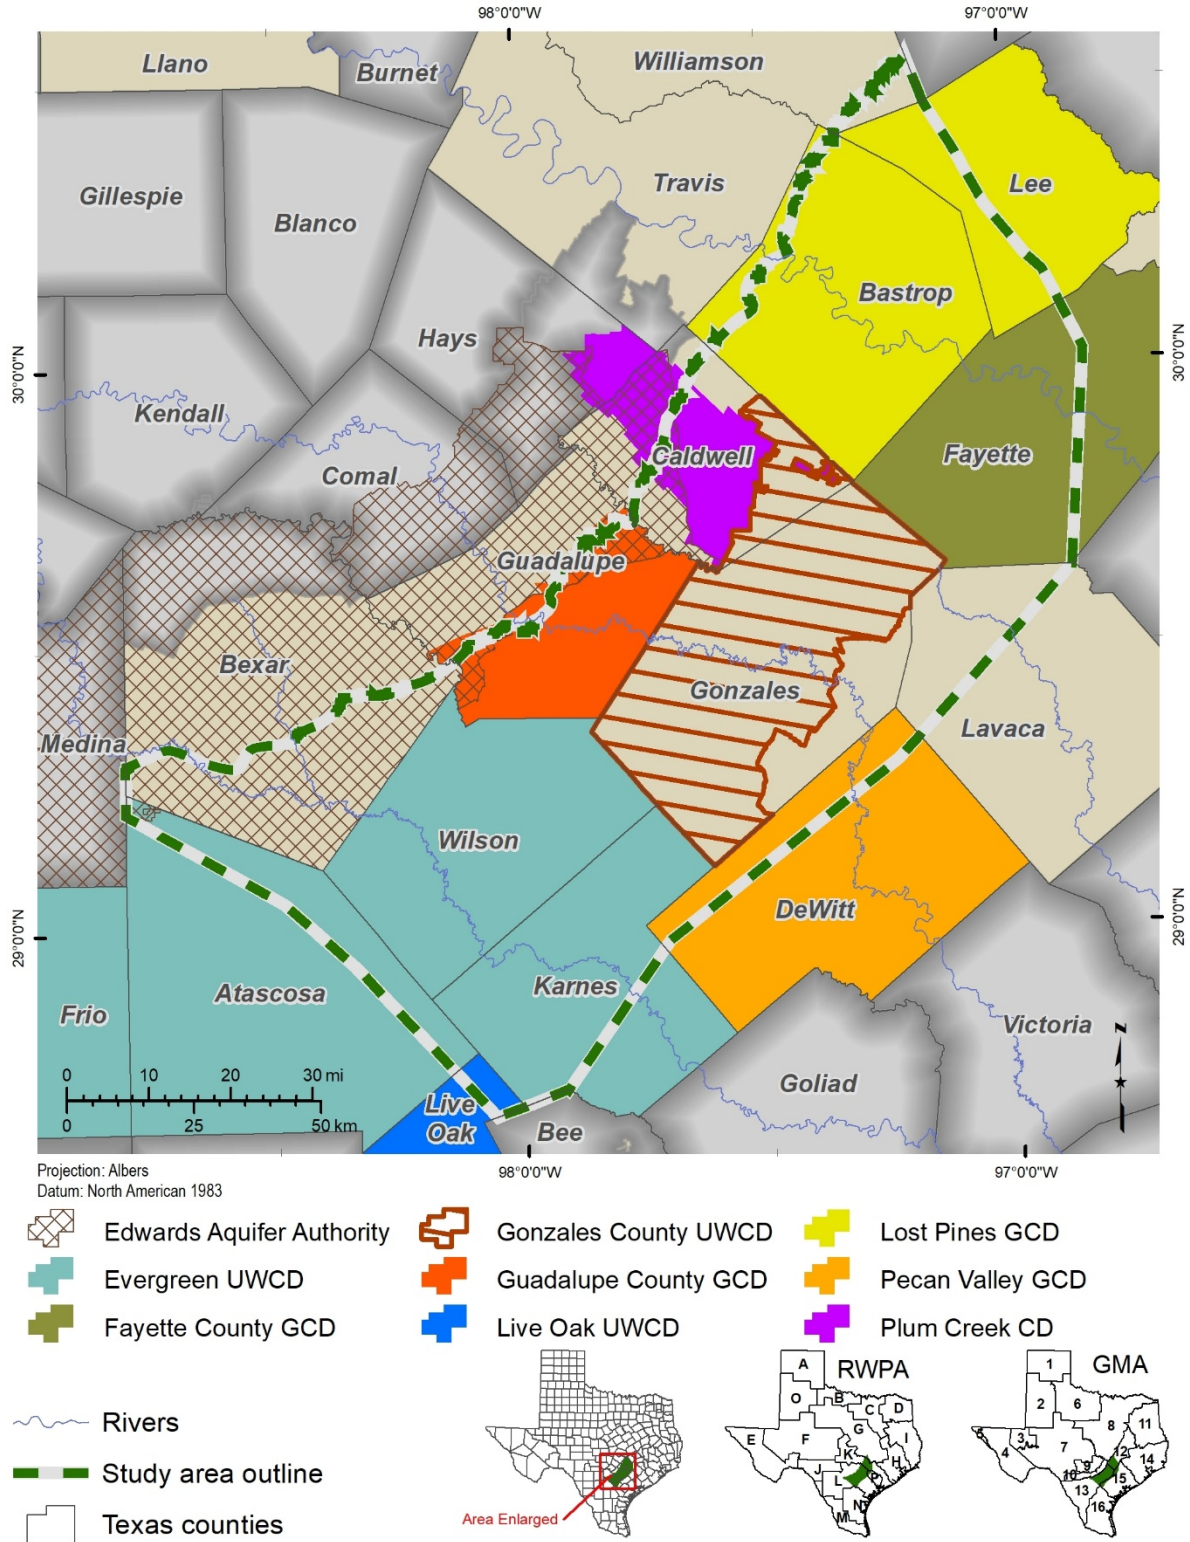 98°0'0"W
97°0'0"W
Llano
Burnet
Williamson
Gillespie
Blanco
Travis
Lee
Bastrop
Hays
30°0'0"N
30°0'0"N
Kendall
Comal
Caldwell
Fayette
Guadalupe
Bexar
Gonzales
Medina
Lavaca
Wilson
DeWitt
29°0'0"N
29°0'0"N
Atascosa
Karnes
Frio
Victoria
N
0 10 20 30 mi
Goliad
0 25 50 km
Live
Oak
Bee
98°0'0"W
97°0'0"W
Projection: Albers
Datum: North American 1983
Edwards Aquifer Authority
Gonzales County UWCD
Lost Pines GCD
Evergreen UWCD
Guadalupe County GCD
Pecan Valley GCD
Fayette County GCD
Live Oak UWCD
Plum Creek CD
Rivers
Study area outline
Texas counties
Area Enlarged
RWPA
A
O
B
C
D
E
F
G
I
K
H
J
L
P
N
M
GMA
1
2
6
8
11
5
3
4
7
12
9
14
10
15
13
16